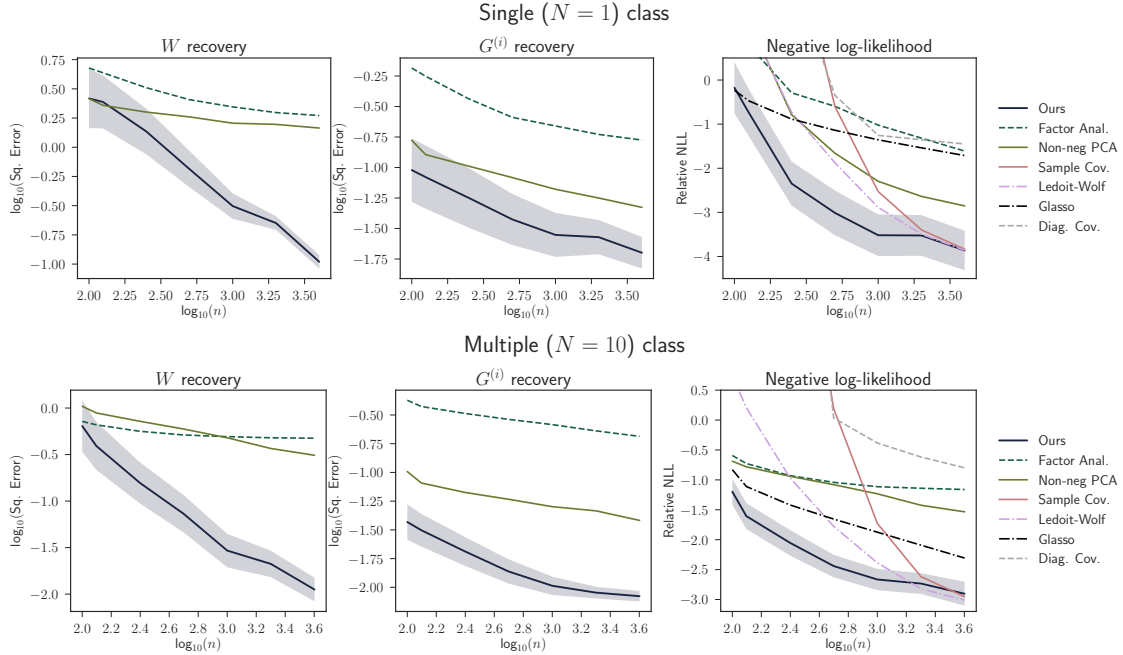 Single (N = 1) class
W recovery
log₁₀(Sq. Error)
0.75
0.50
0.25
0.00
−0.25
−0.50
−0.75
−1.00
2.00 2.25 2.50 2.75 3.00 3.25 3.50
log₁₀(n)
G⁽ⁱ⁾ recovery
log₁₀(Sq. Error)
−0.25
−0.50
−0.75
−1.00
−1.25
−1.50
−1.75
2.00 2.25 2.50 2.75 3.00 3.25 3.50
log₁₀(n)
Negative log-likelihood
Relative NLL
0
−1
−2
−3
−4
2.00 2.25 2.50 2.75 3.00 3.25 3.50
log₁₀(n)
Ours
Factor Anal.
Non-neg PCA
Sample Cov.
Ledoit-Wolf
Glasso
Diag. Cov.
Multiple (N = 10) class
W recovery
log₁₀(Sq. Error)
0.0
−0.5
−1.0
−1.5
−2.0
2.0 2.2 2.4 2.6 2.8 3.0 3.2 3.4 3.6
log₁₀(n)
G⁽ⁱ⁾ recovery
log₁₀(Sq. Error)
−0.50
−0.75
−1.00
−1.25
−1.50
−1.75
−2.00
2.0 2.2 2.4 2.6 2.8 3.0 3.2 3.4 3.6
log₁₀(n)
Negative log-likelihood
Relative NLL
0.5
0.0
−0.5
−1.0
−1.5
−2.0
−2.5
−3.0
2.0 2.2 2.4 2.6 2.8 3.0 3.2 3.4 3.6
log₁₀(n)
Ours
Factor Anal.
Non-neg PCA
Sample Cov.
Ledoit-Wolf
Glasso
Diag. Cov.